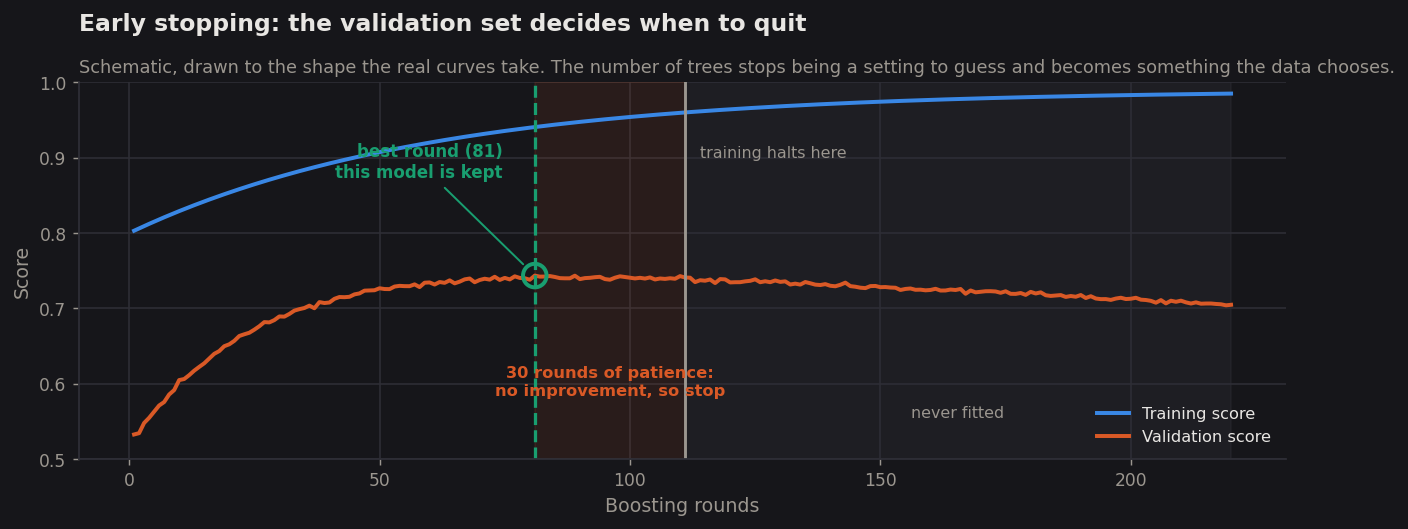 Early stopping: the validation set decides when to quit
Schematic, drawn to the shape the real curves take. The number of trees stops being a setting to guess and becomes something the data chooses.
1.0
0.9
0.8
0.7
0.6
0.5
Score
best round (81)
this model is kept
training halts here
30 rounds of patience:
no improvement, so stop
never fitted
Training score
Validation score
0
50
100
150
200
Boosting rounds